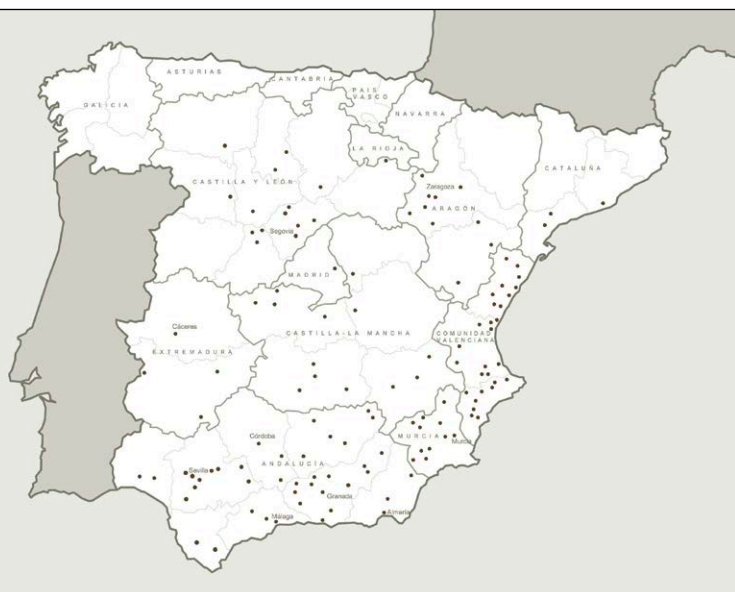 ASTURIAS
CANTABRIA
PAIS
VASCO
GALICIA
NAVARRA
LA RIOJA
CATALUÑA
CASTILLA Y LEÓN
Zaragoza
ARAGÓN
Segovia
MADRID
Cáceres
CASTILLA-LA MANCHA
COMUNIDAD
VALENCIANA
EXTREMADURA
Córdoba
MURCIA
Murcia
ANDALUCÍA
Sevilla
Granada
Málaga
Almería